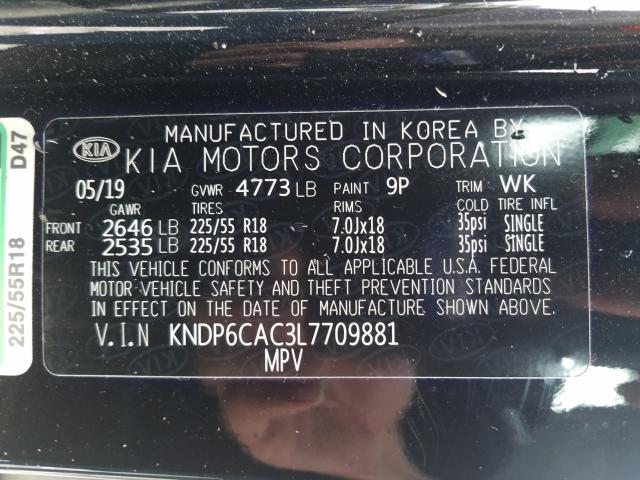 MANUFACTURED IN KOREA BY
KIA KIA MOTORS CORPORATION
05/19 GVWR 4773 LB PAINT 9P TRIM WK
GAWR TIRES RIMS COLD TIRE INFL
FRONT 2646 LB 225/55 R18 7.0Jx18 35psi SINGLE
REAR 2535 LB 225/55 R18 7.0Jx18 35psi SINGLE
THIS VEHICLE CONFORMS TO ALL APPLICABLE U.S.A. FEDERAL
MOTOR VEHICLE SAFETY AND THEFT PREVENTION STANDARDS
IN EFFECT ON THE DATE OF MANUFACTURE SHOWN ABOVE.
V.I.N KNDP6CAC3L7709881
MPV
225/55R18 D47